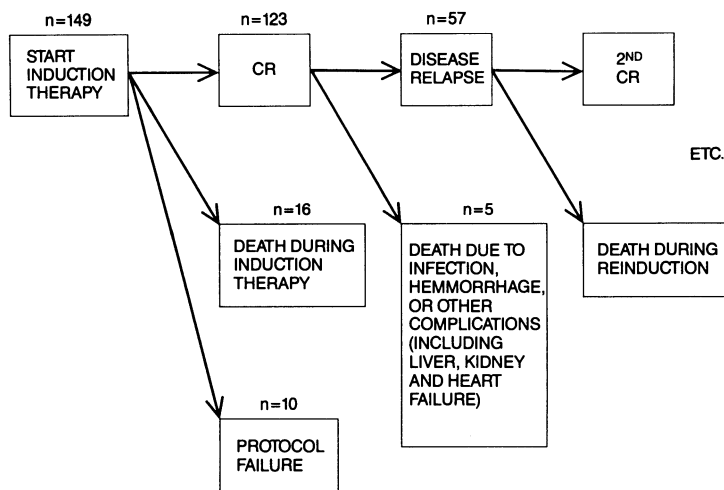 n=149
START
INDUCTION
THERAPY
n=123
CR
n=57
DISEASE
RELAPSE
2ND
CR
ETC.
n=16
DEATH DURING
INDUCTION
THERAPY
n=5
DEATH DUE TO
INFECTION,
HEMMORRHAGE,
OR OTHER
COMPLICATIONS
(INCLUDING
LIVER, KIDNEY
AND HEART
FAILURE)
DEATH DURING
REINDUCTION
n=10
PROTOCOL
FAILURE